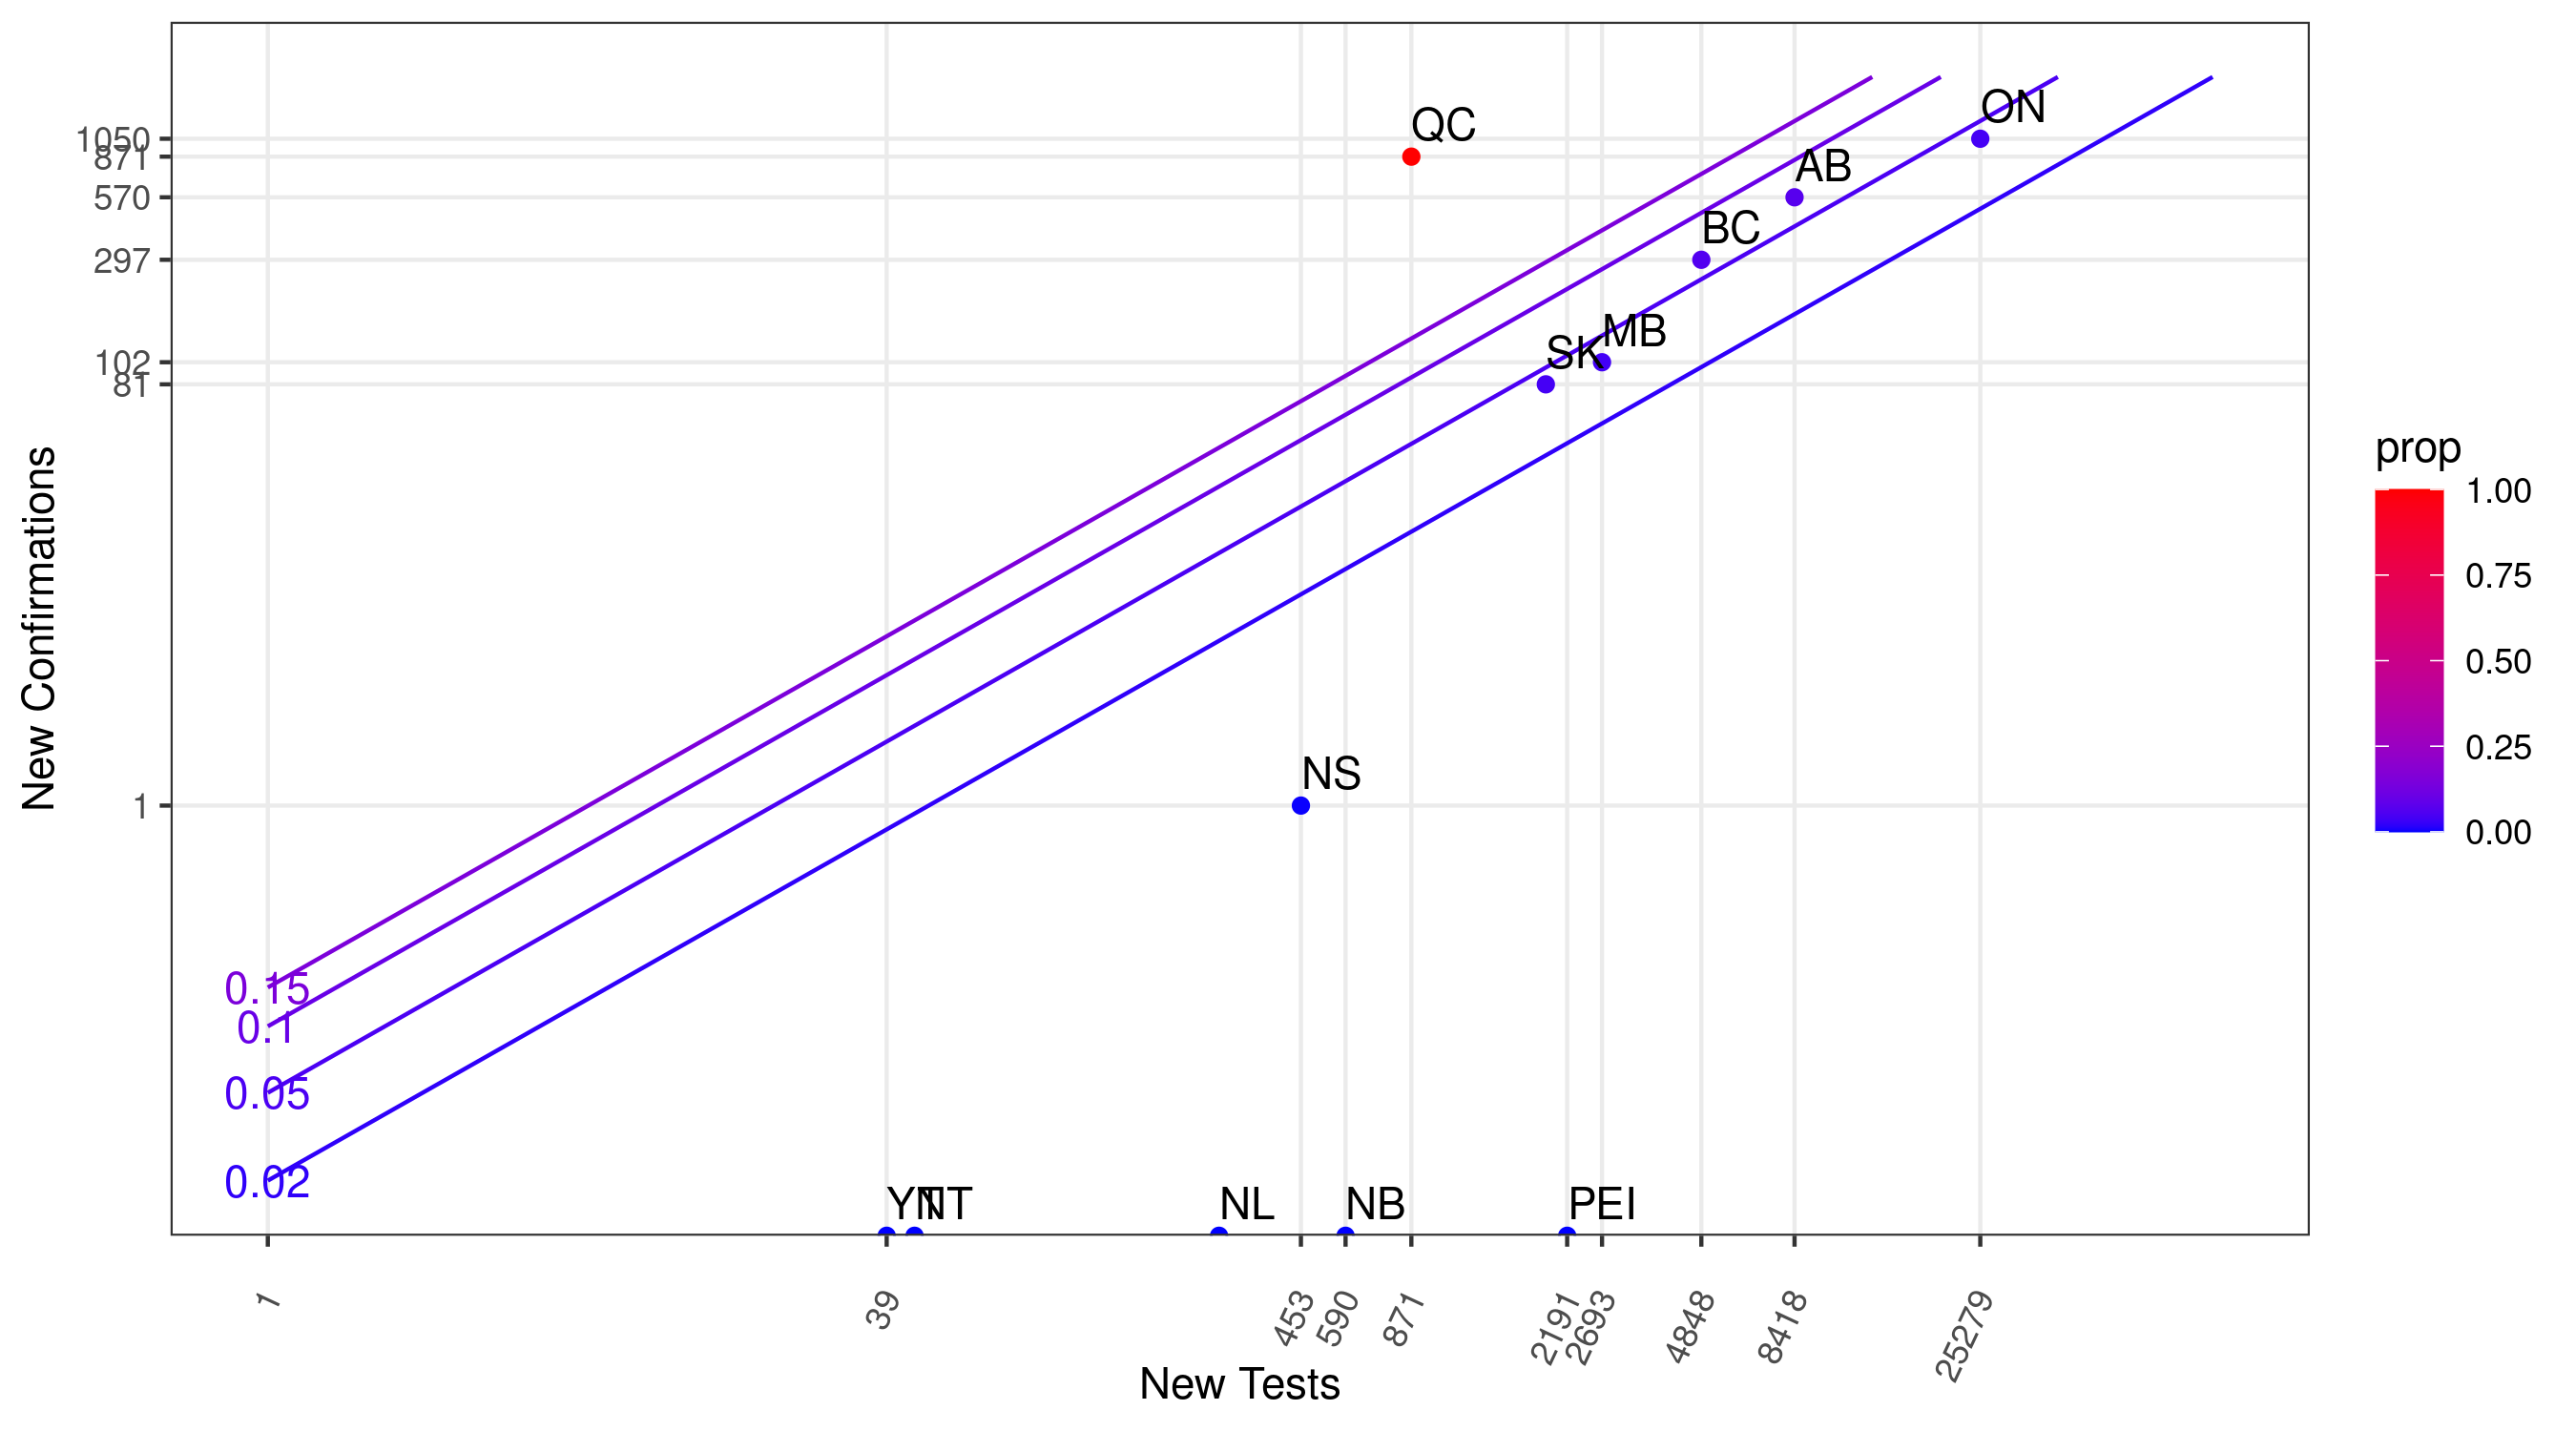 1050
871
570
297
102
81
1
New Confirmations
QC
ON
AB
BC
MB
SK
NS
0.15
0.1
0.05
0.02
YT
NT
NL
NB
PEI
1
39
453
590
871
2191
2693
4848
8418
25279
New Tests
prop
1.00
0.75
0.50
0.25
0.00